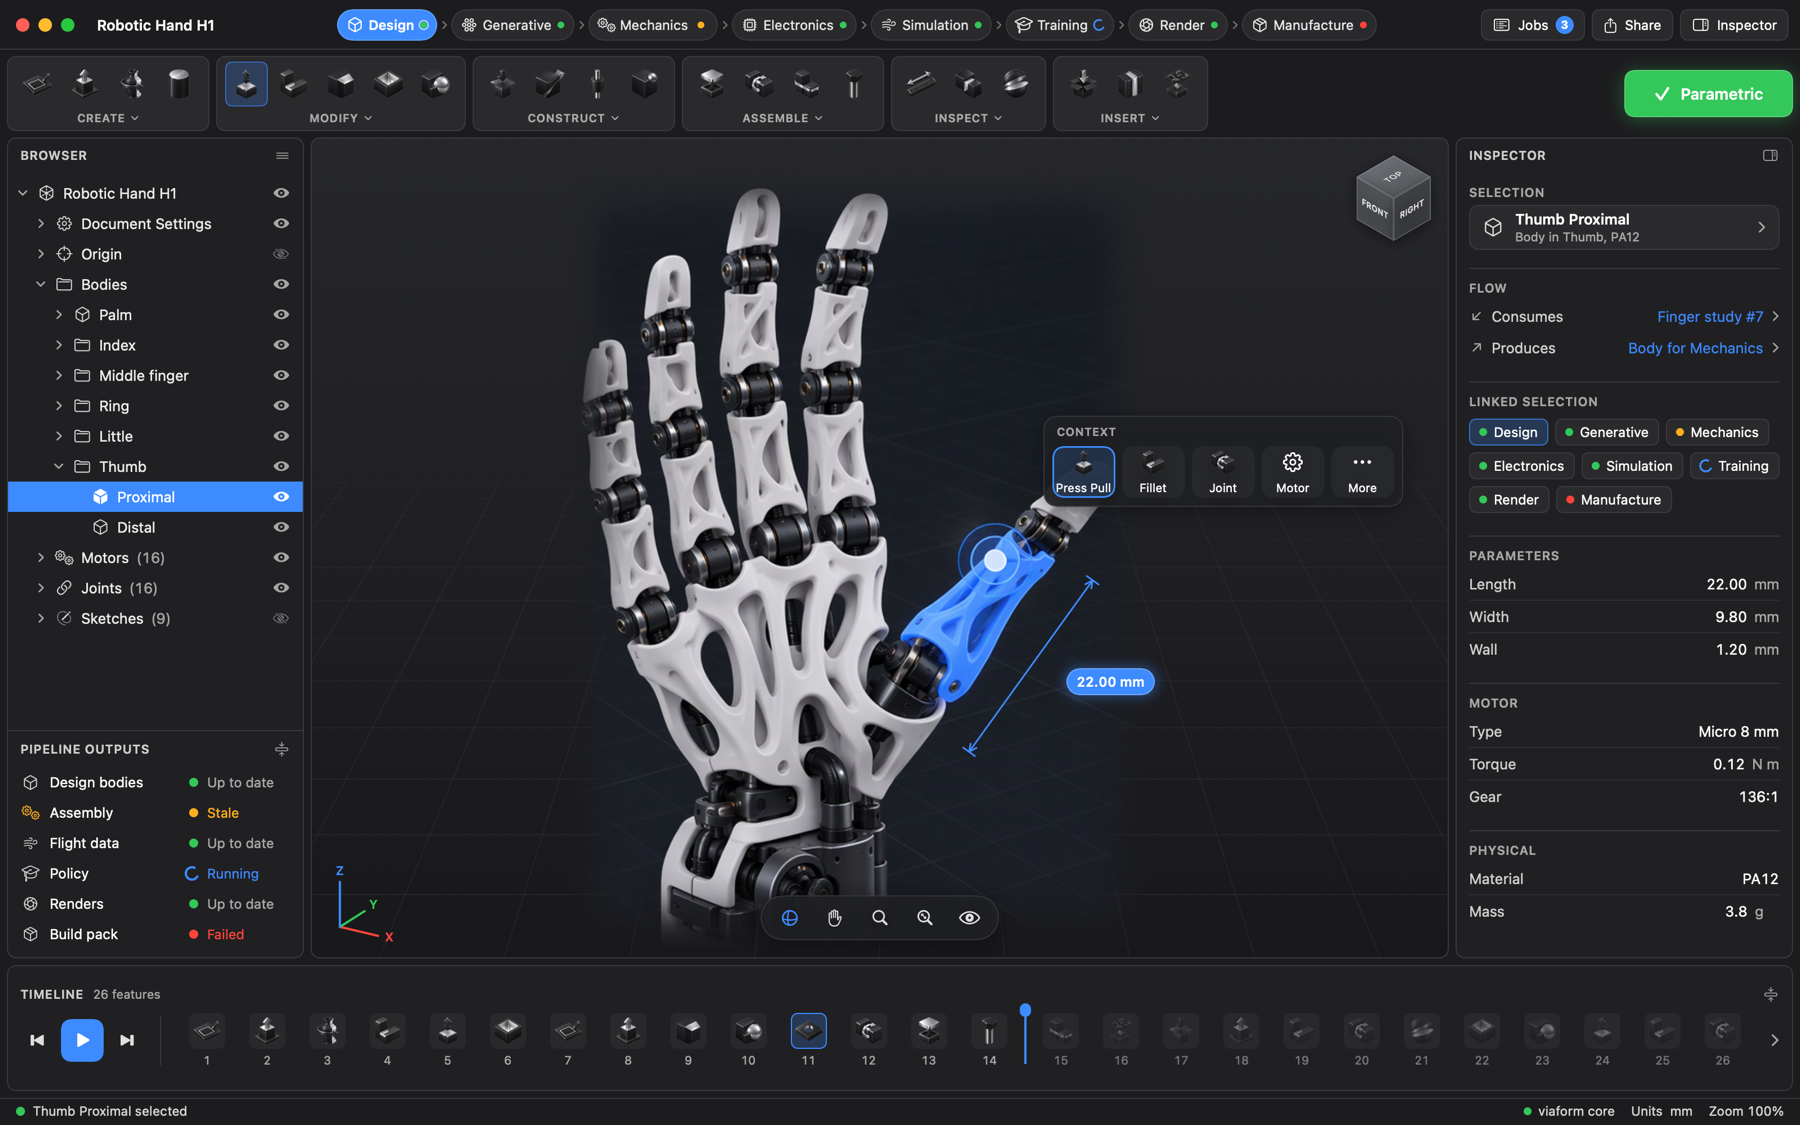 Robotic Hand H1
Design
Generative
Mechanics
Electronics
Simulation
Training
Render
Manufacture
Jobs 3
Share
Inspector
CREATE
MODIFY
CONSTRUCT
ASSEMBLE
INSPECT
INSERT
Parametric
BROWSER
Robotic Hand H1
Document Settings
Origin
Bodies
Palm
Index
Middle finger
Ring
Little
Thumb
Proximal
Distal
Motors (16)
Joints (16)
Sketches (9)
PIPELINE OUTPUTS
Design bodies Up to date
Assembly Stale
Flight data Up to date
Policy Running
Renders Up to date
Build pack Failed
TOP
FRONT
RIGHT
CONTEXT
Press Pull
Fillet
Joint
Motor
More
22.00 mm
Z
Y
X
INSPECTOR
SELECTION
Thumb Proximal
Body in Thumb, PA12
FLOW
Consumes Finger study #7
Produces Body for Mechanics
LINKED SELECTION
Design Generative Mechanics
Electronics Simulation Training
Render Manufacture
PARAMETERS
Length 22.00 mm
Width 9.80 mm
Wall 1.20 mm
MOTOR
Type Micro 8 mm
Torque 0.12 N m
Gear 136:1
PHYSICAL
Material PA12
Mass 3.8 g
TIMELINE 26 features
1 2 3 4 5 6 7 8 9 10 11 12 13 14 15 16 17 18 19 20 21 22 23 24 25 26
Thumb Proximal selected
viaform core Units mm Zoom 100%